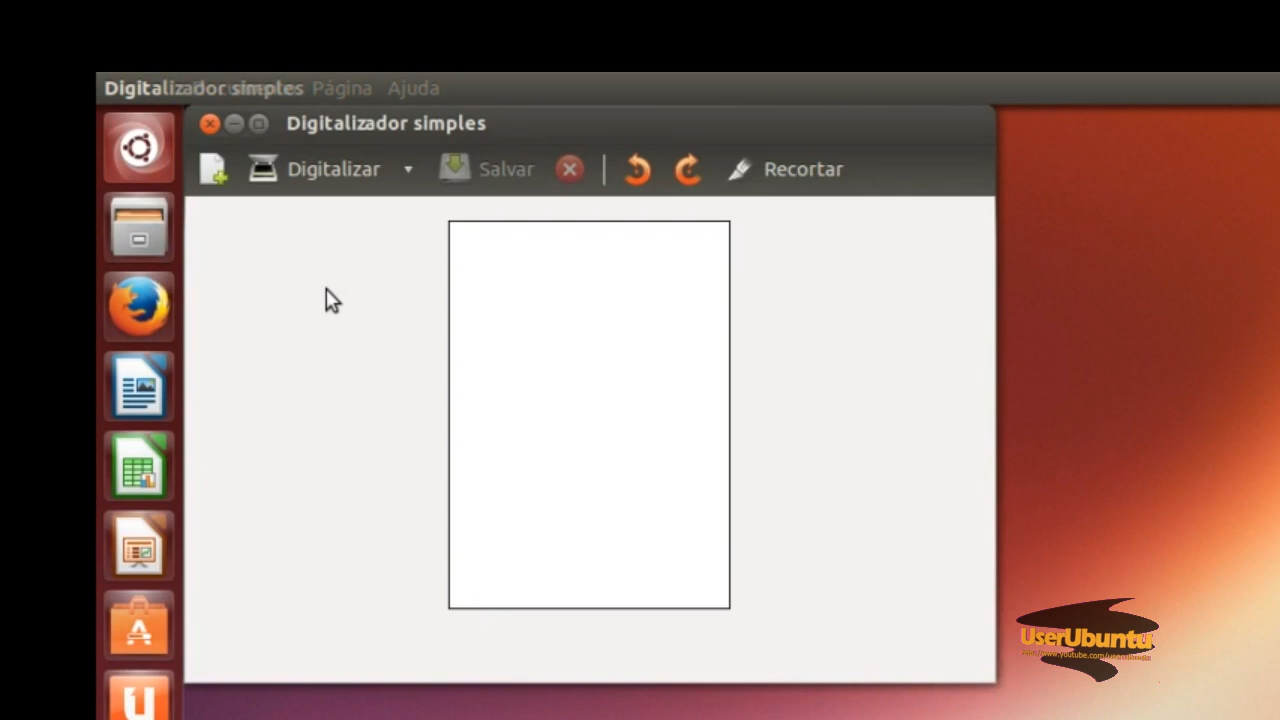 Digitalizador simples Página Ajuda
Digitalizador simples
Digitalizar Salvar Recortar
UserUbuntu